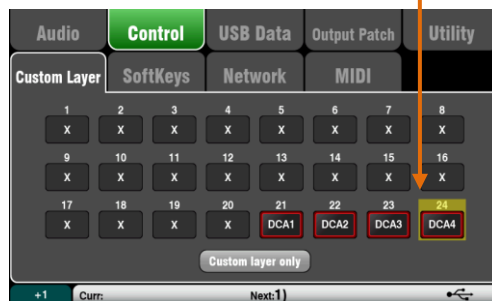 Audio Control USB Data Output Patch Utility
Custom Layer SoftKeys Network MIDI
1 2 3 4 5 6 7 8
X X X X X X X X
9 10 11 12 13 14 15 16
X X X X X X X X
17 18 19 20 21 22 23 24
X X X X DCA1 DCA2 DCA3 DCA4
Custom layer only
+1 Curr: Next:1)